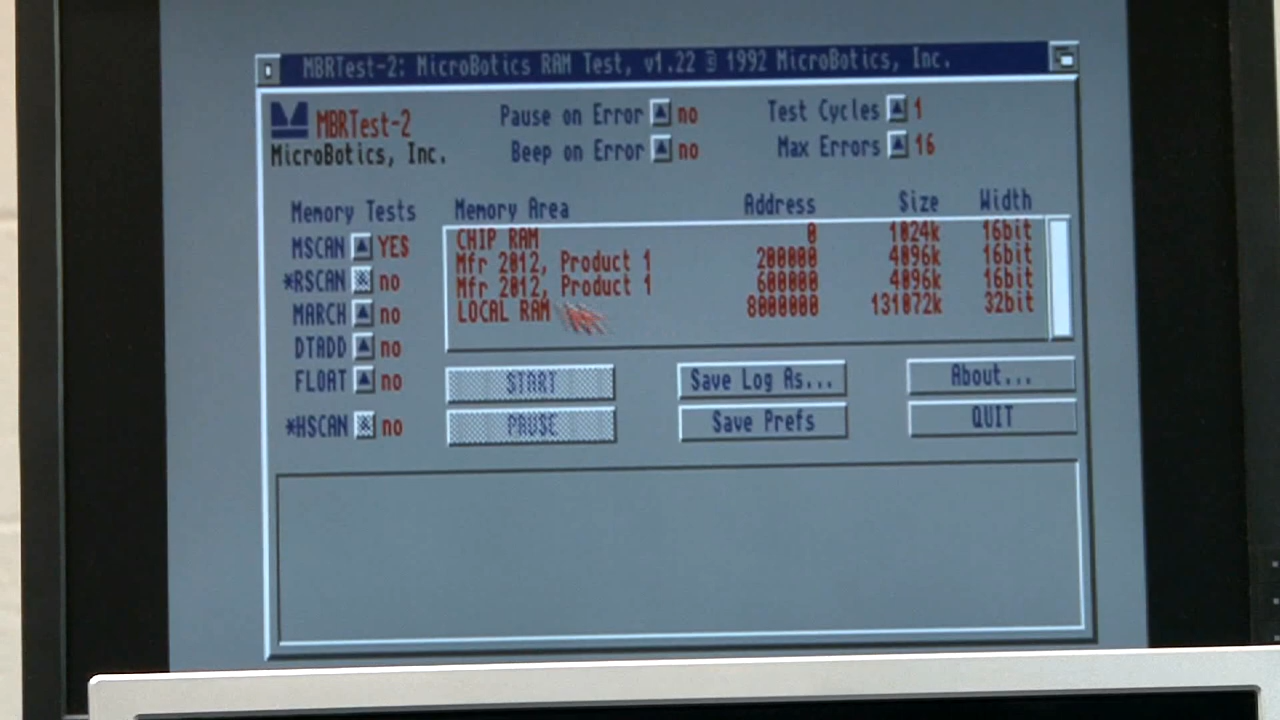 MBRTest-2: MicroBotics RAM Test, v1.22 © 1992 MicroBotics, Inc.
MBRTest-2
MicroBotics, Inc.
Pause on Error no
Beep on Error no
Test Cycles 1
Max Errors 16
Memory Tests
MSCAN YES
*RSCAN no
MARCH no
DTADD no
FLOAT no
*HSCAN no
Memory Area Address Size Width
CHIP RAM 0 1024k 16bit
Mfr 2012, Product 1 200000 4096k 16bit
Mfr 2012, Product 1 600000 4096k 16bit
LOCAL RAM 8000000 131072k 32bit
START
Save Log As...
About...
PAUSE
Save Prefs
QUIT